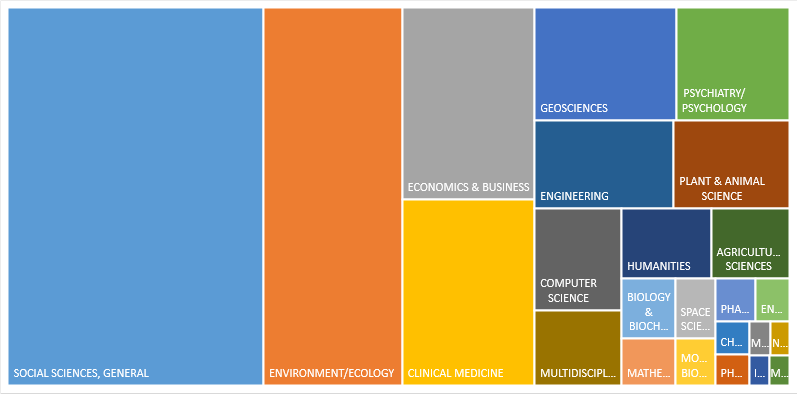 SOCIAL SCIENCES, GENERAL
ENVIRONMENT/ECOLOGY
ECONOMICS & BUSINESS
CLINICAL MEDICINE
GEOSCIENCES
PSYCHIATRY/
PSYCHOLOGY
ENGINEERING
PLANT & ANIMAL
SCIENCE
COMPUTER
SCIENCE
MULTIDISCIPL...
HUMANITIES
AGRICULTU...
SCIENCES
BIOLOGY
&
BIOCH...
MATHE...
SPACE
SCIE...
MO...
BIO...
PHA...
EN...
CH...
M...
N...
PH...
I...
M...